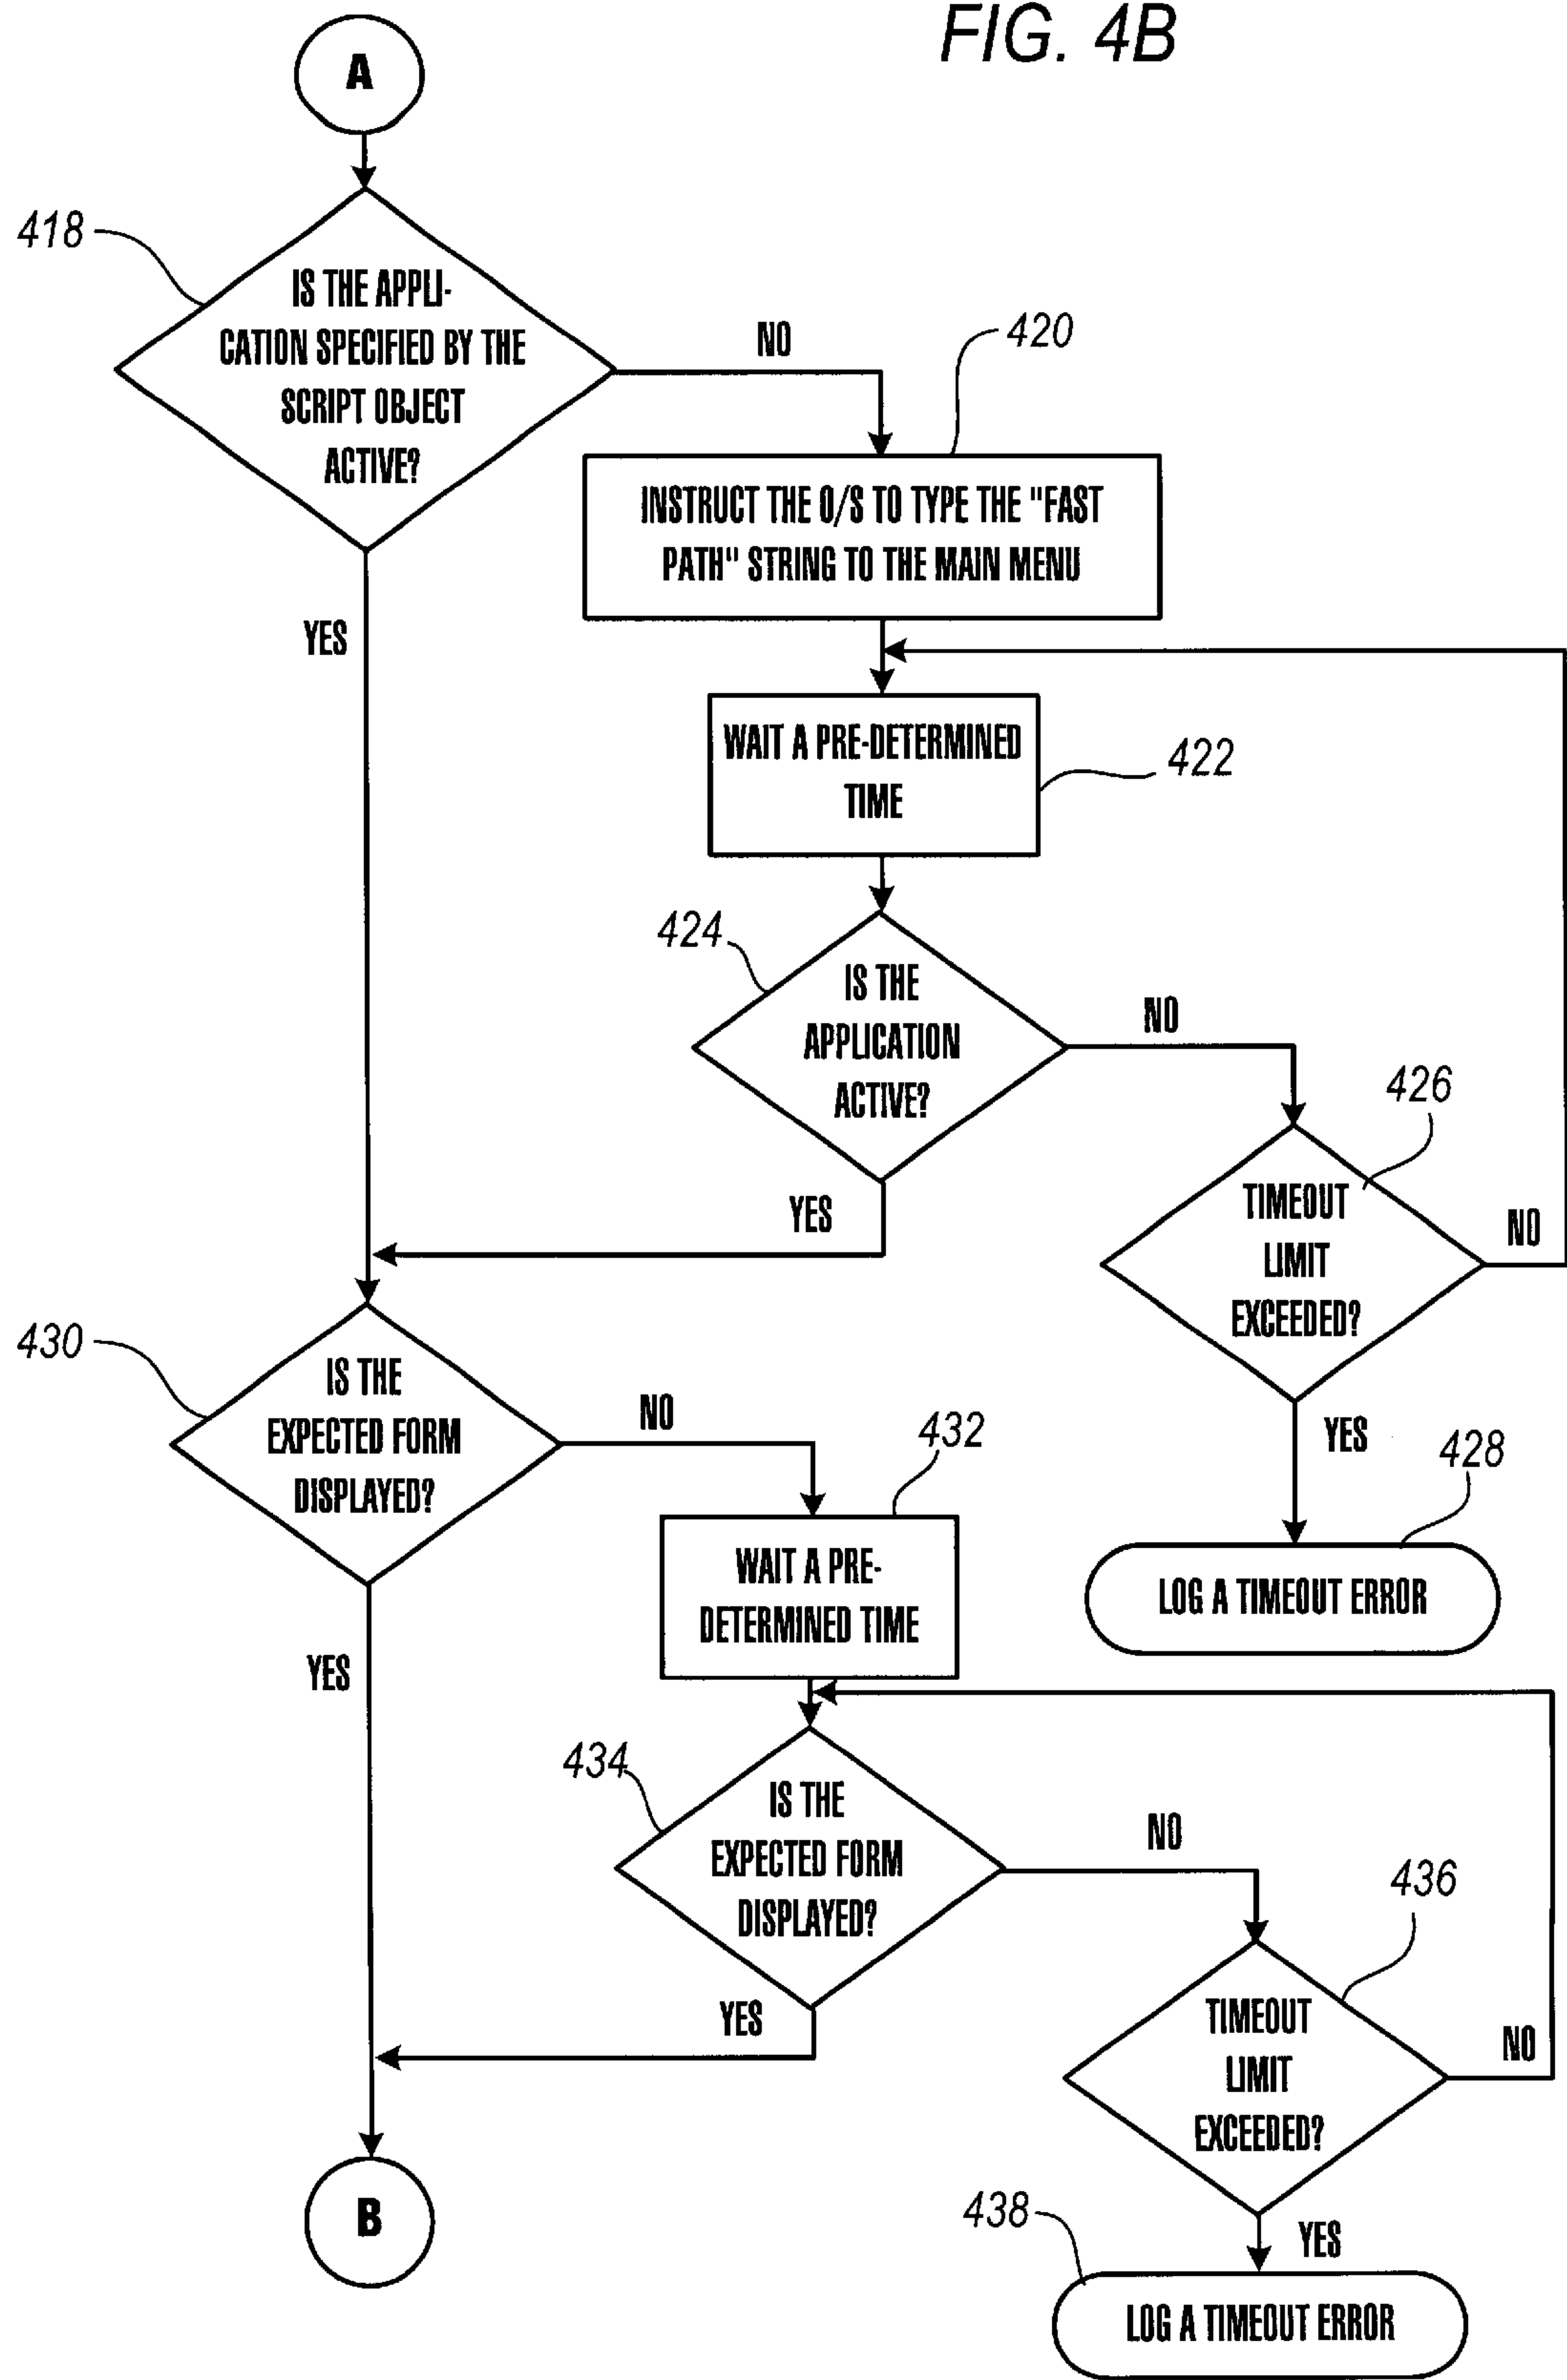 FIG. 4B
A
418
IS THE APPLI-
CATION SPECIFIED BY THE
SCRIPT OBJECT
ACTIVE?
NO
420
INSTRUCT THE O/S TO TYPE THE "FAST
PATH" STRING TO THE MAIN MENU
YES
WAIT A PRE-DETERMINED
TIME
422
424
IS THE
APPLICATION
ACTIVE?
NO
426
YES
TIMEOUT
LIMIT
EXCEEDED?
NO
430
IS THE
EXPECTED FORM
DISPLAYED?
NO
432
YES
428
WAIT A PRE-
DETERMINED TIME
LOG A TIMEOUT ERROR
YES
434
IS THE
EXPECTED FORM
DISPLAYED?
NO
436
YES
TIMEOUT
LIMIT
EXCEEDED?
NO
B
438
YES
LOG A TIMEOUT ERROR